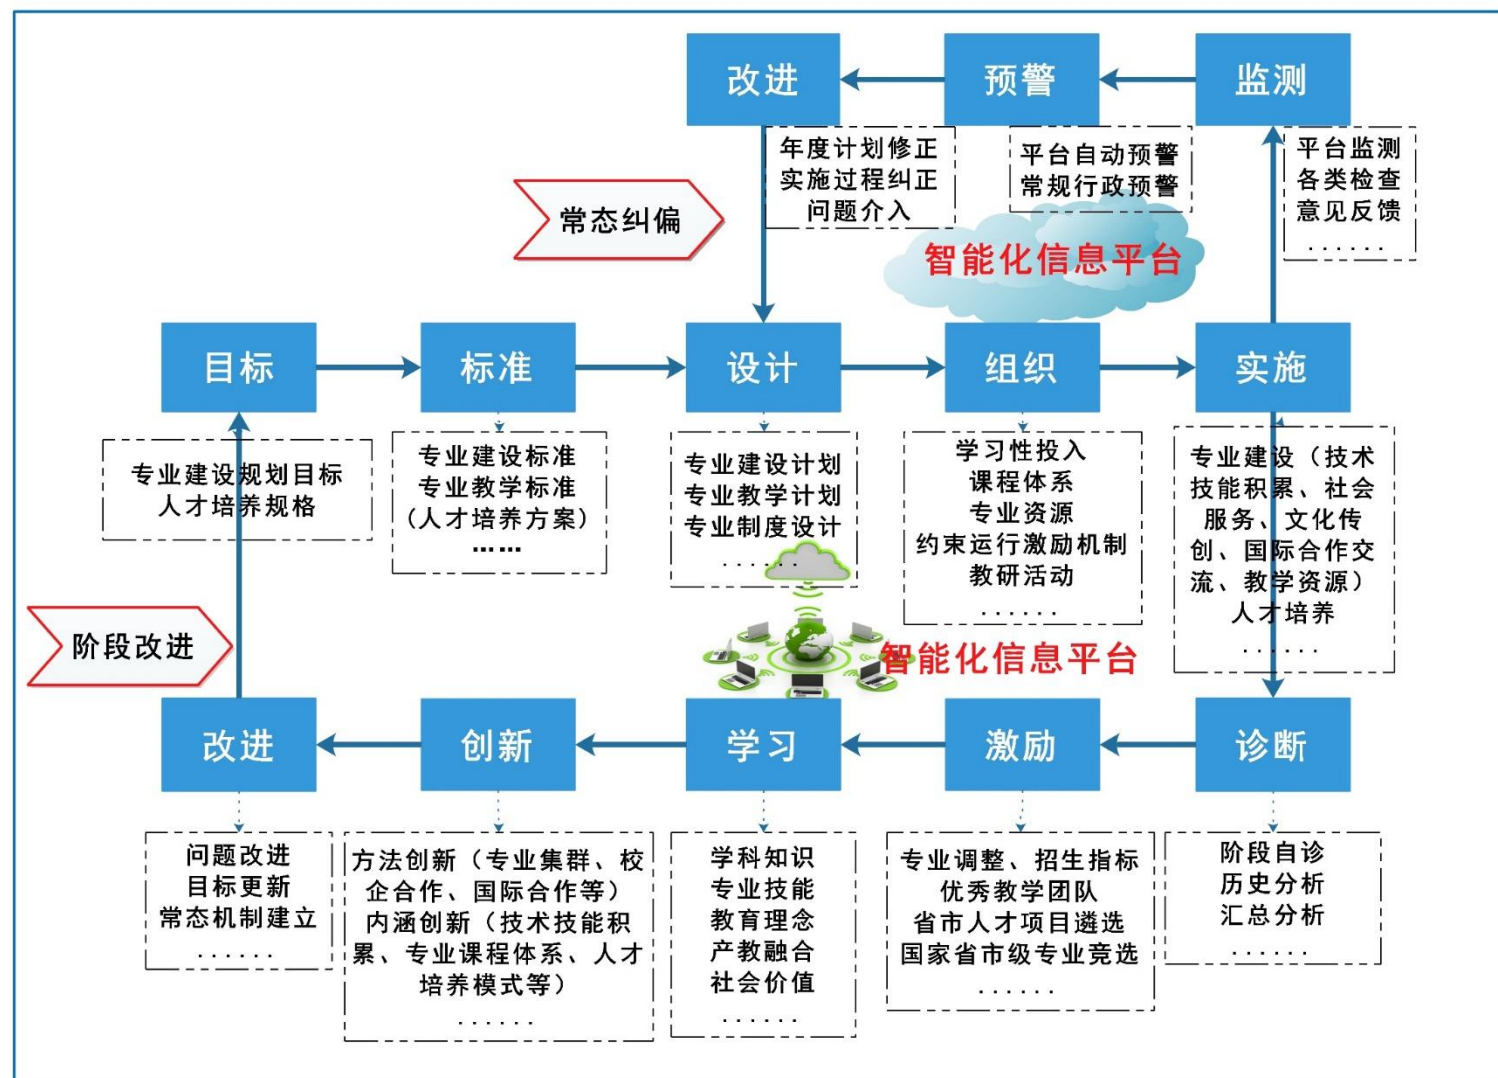 改进
预警
监测
年度计划修正
实施过程纠正
问题介入
平台自动预警
常规行政预警
平台监测
各类检查
意见反馈
......
常态纠偏
智能化信息平台
目标
标准
设计
组织
实施
专业建设规划目标
人才培养规格
专业建设标准
专业教学标准
(人才培养方案)
……
专业建设计划
专业教学计划
专业制度设计
......
学习性投入
课程体系
专业资源
约束运行激励机制
教研活动
......
专业建设（技术
技能积累、社会
服务、文化传
创、国际合作交
流、教学资源）
人才培养
......
阶段改进
智能化信息平台
改进
创新
学习
激励
诊断
问题改进
目标更新
常态机制建立
......
方法创新（专业集群、校
企合作、国际合作等）
内涵创新（技术技能积
累、专业课程体系、人才
培养模式等）
......
学科知识
专业技能
教育理念
产教融合
社会价值
......
专业调整、招生指标
优秀教学团队
省市人才项目遴选
国家省市级专业竞选
......
阶段自诊
历史分析
汇总分析
......